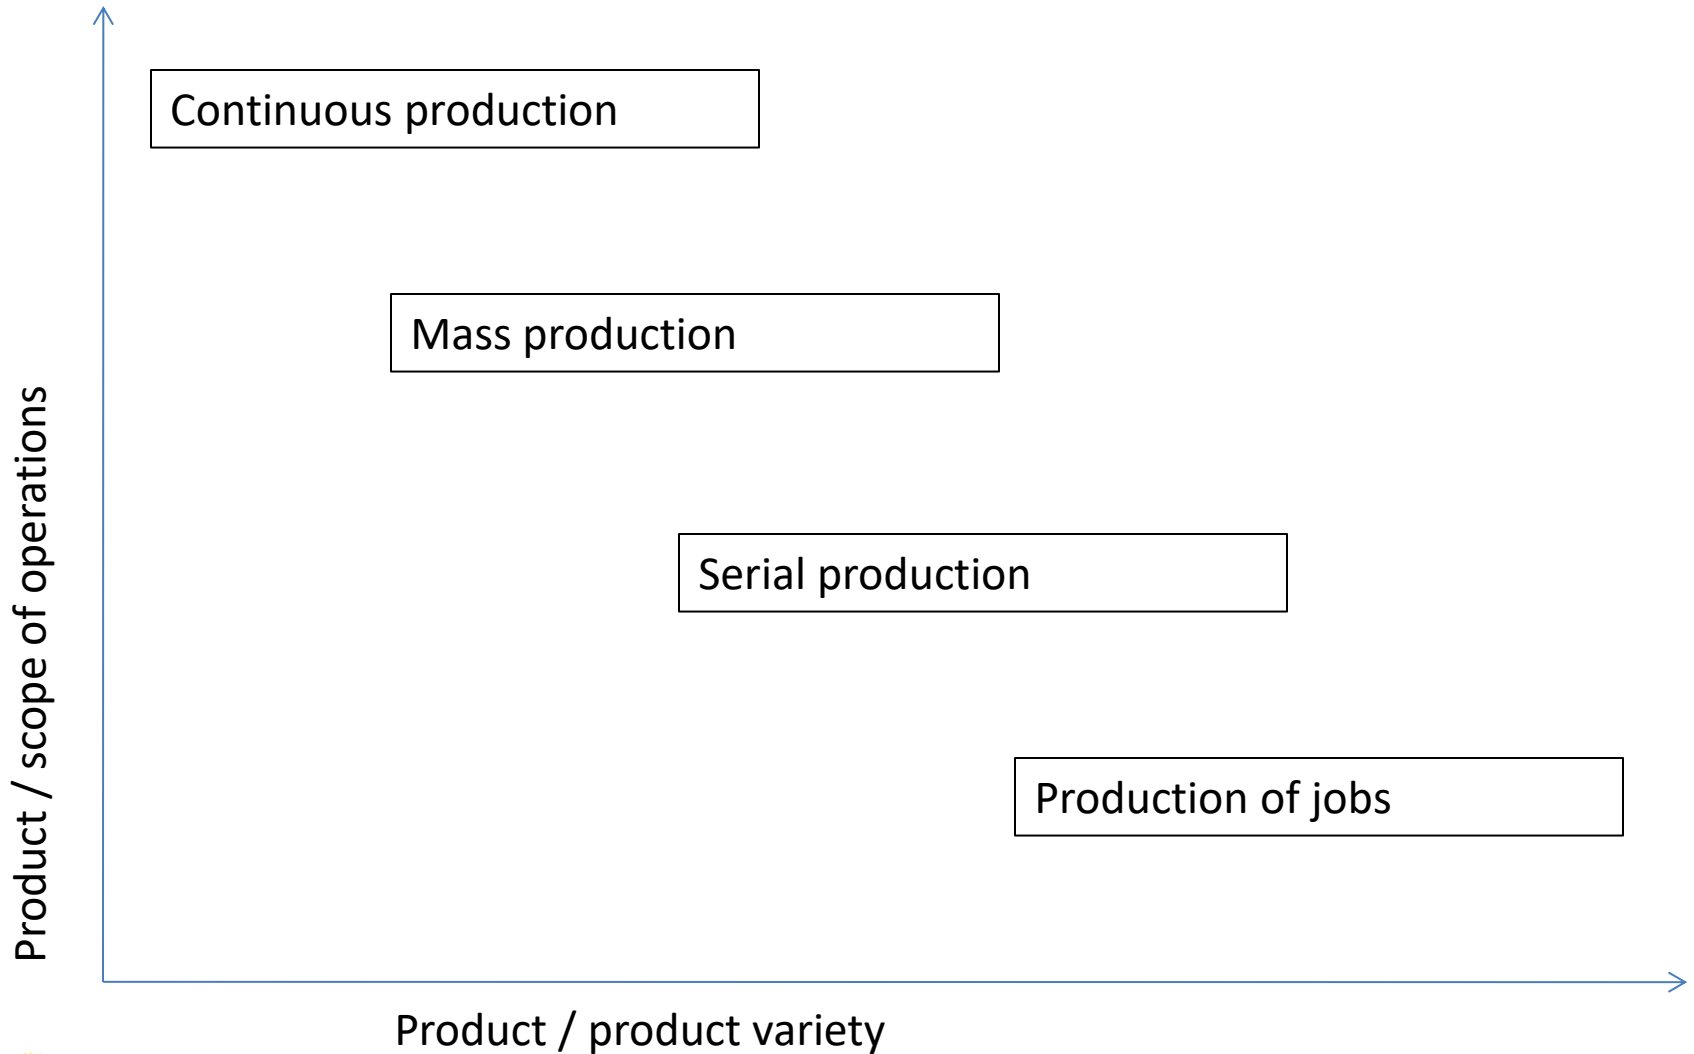 Continuous production
Mass production
Serial production
Production of jobs
Product / scope of operations
Product / product variety